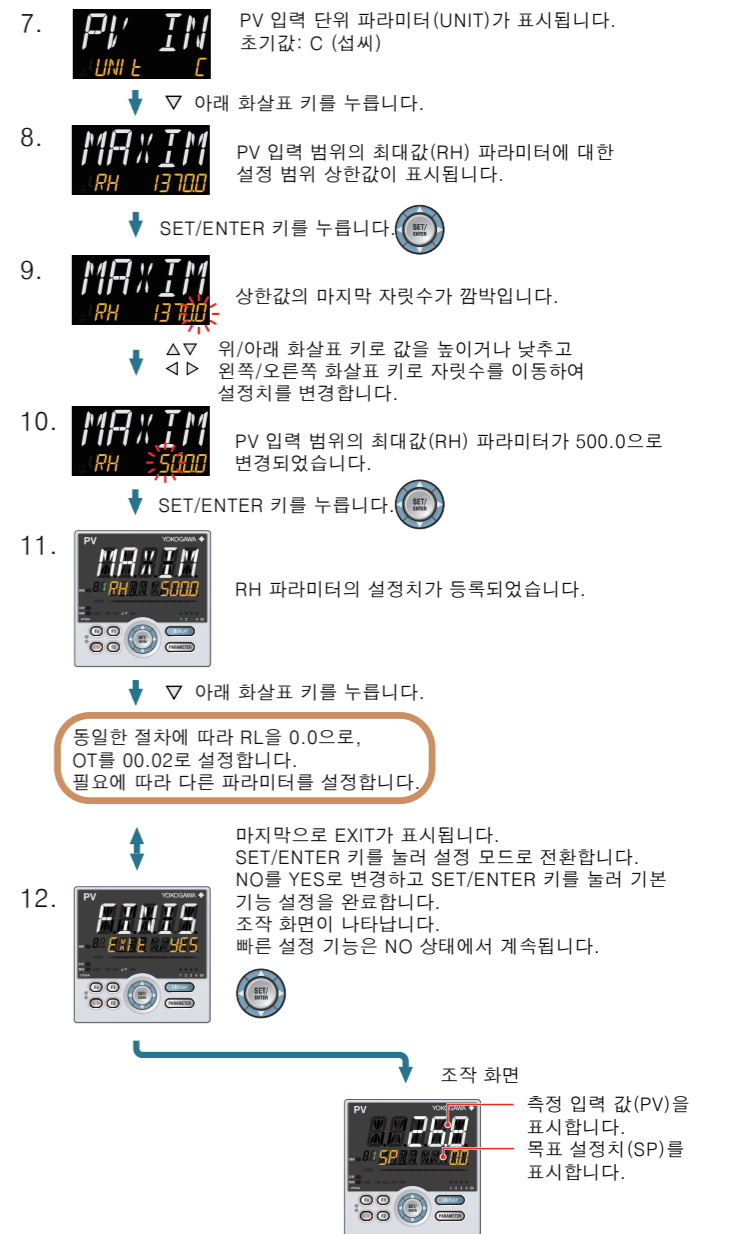 7.
PV IN
UNIt C
PV 입력 단위 파라미터(UNIT)가 표시됩니다.
초기값: C (섭씨)
▽ 아래 화살표 키를 누릅니다.
8.
MAXIM
RH 1370.0
PV 입력 범위의 최대값(RH) 파라미터에 대한
설정 범위 상한값이 표시됩니다.
SET/ENTER 키를 누릅니다.
SET/
ENTER
9.
MAXIM
RH 1370.0
상한값의 마지막 자릿수가 깜박입니다.
△▽ 위/아래 화살표 키로 값을 높이거나 낮추고
◁ ▷ 왼쪽/오른쪽 화살표 키로 자릿수를 이동하여
설정치를 변경합니다.
10.
MAXIM
RH 500.0
PV 입력 범위의 최대값(RH) 파라미터가 500.0으로
변경되었습니다.
SET/ENTER 키를 누릅니다.
SET/
ENTER
11.
PV YOKOGAWA
MAXIM
RH 500.0
SET/
ENTER
DISPLAY
PARAMETER
RH 파라미터의 설정치가 등록되었습니다.
▽ 아래 화살표 키를 누릅니다.
동일한 절차에 따라 RL을 0.0으로,
OT를 00.02로 설정합니다.
필요에 따라 다른 파라미터를 설정합니다.
마지막으로 EXIT가 표시됩니다.
SET/ENTER 키를 눌러 설정 모드로 전환합니다.
NO를 YES로 변경하고 SET/ENTER 키를 눌러 기본
기능 설정을 완료합니다.
조작 화면이 나타납니다.
빠른 설정 기능은 NO 상태에서 계속됩니다.
12.
PV YOKOGAWA
FINIS
EXIt YES
SET/
ENTER
DISPLAY
PARAMETER
SET/
ENTER
조작 화면
PV YOKOGAWA
26.8
SP 0.0
SET/
ENTER
DISPLAY
PARAMETER
측정 입력 값(PV)을
표시합니다.
목표 설정치(SP)를
표시합니다.